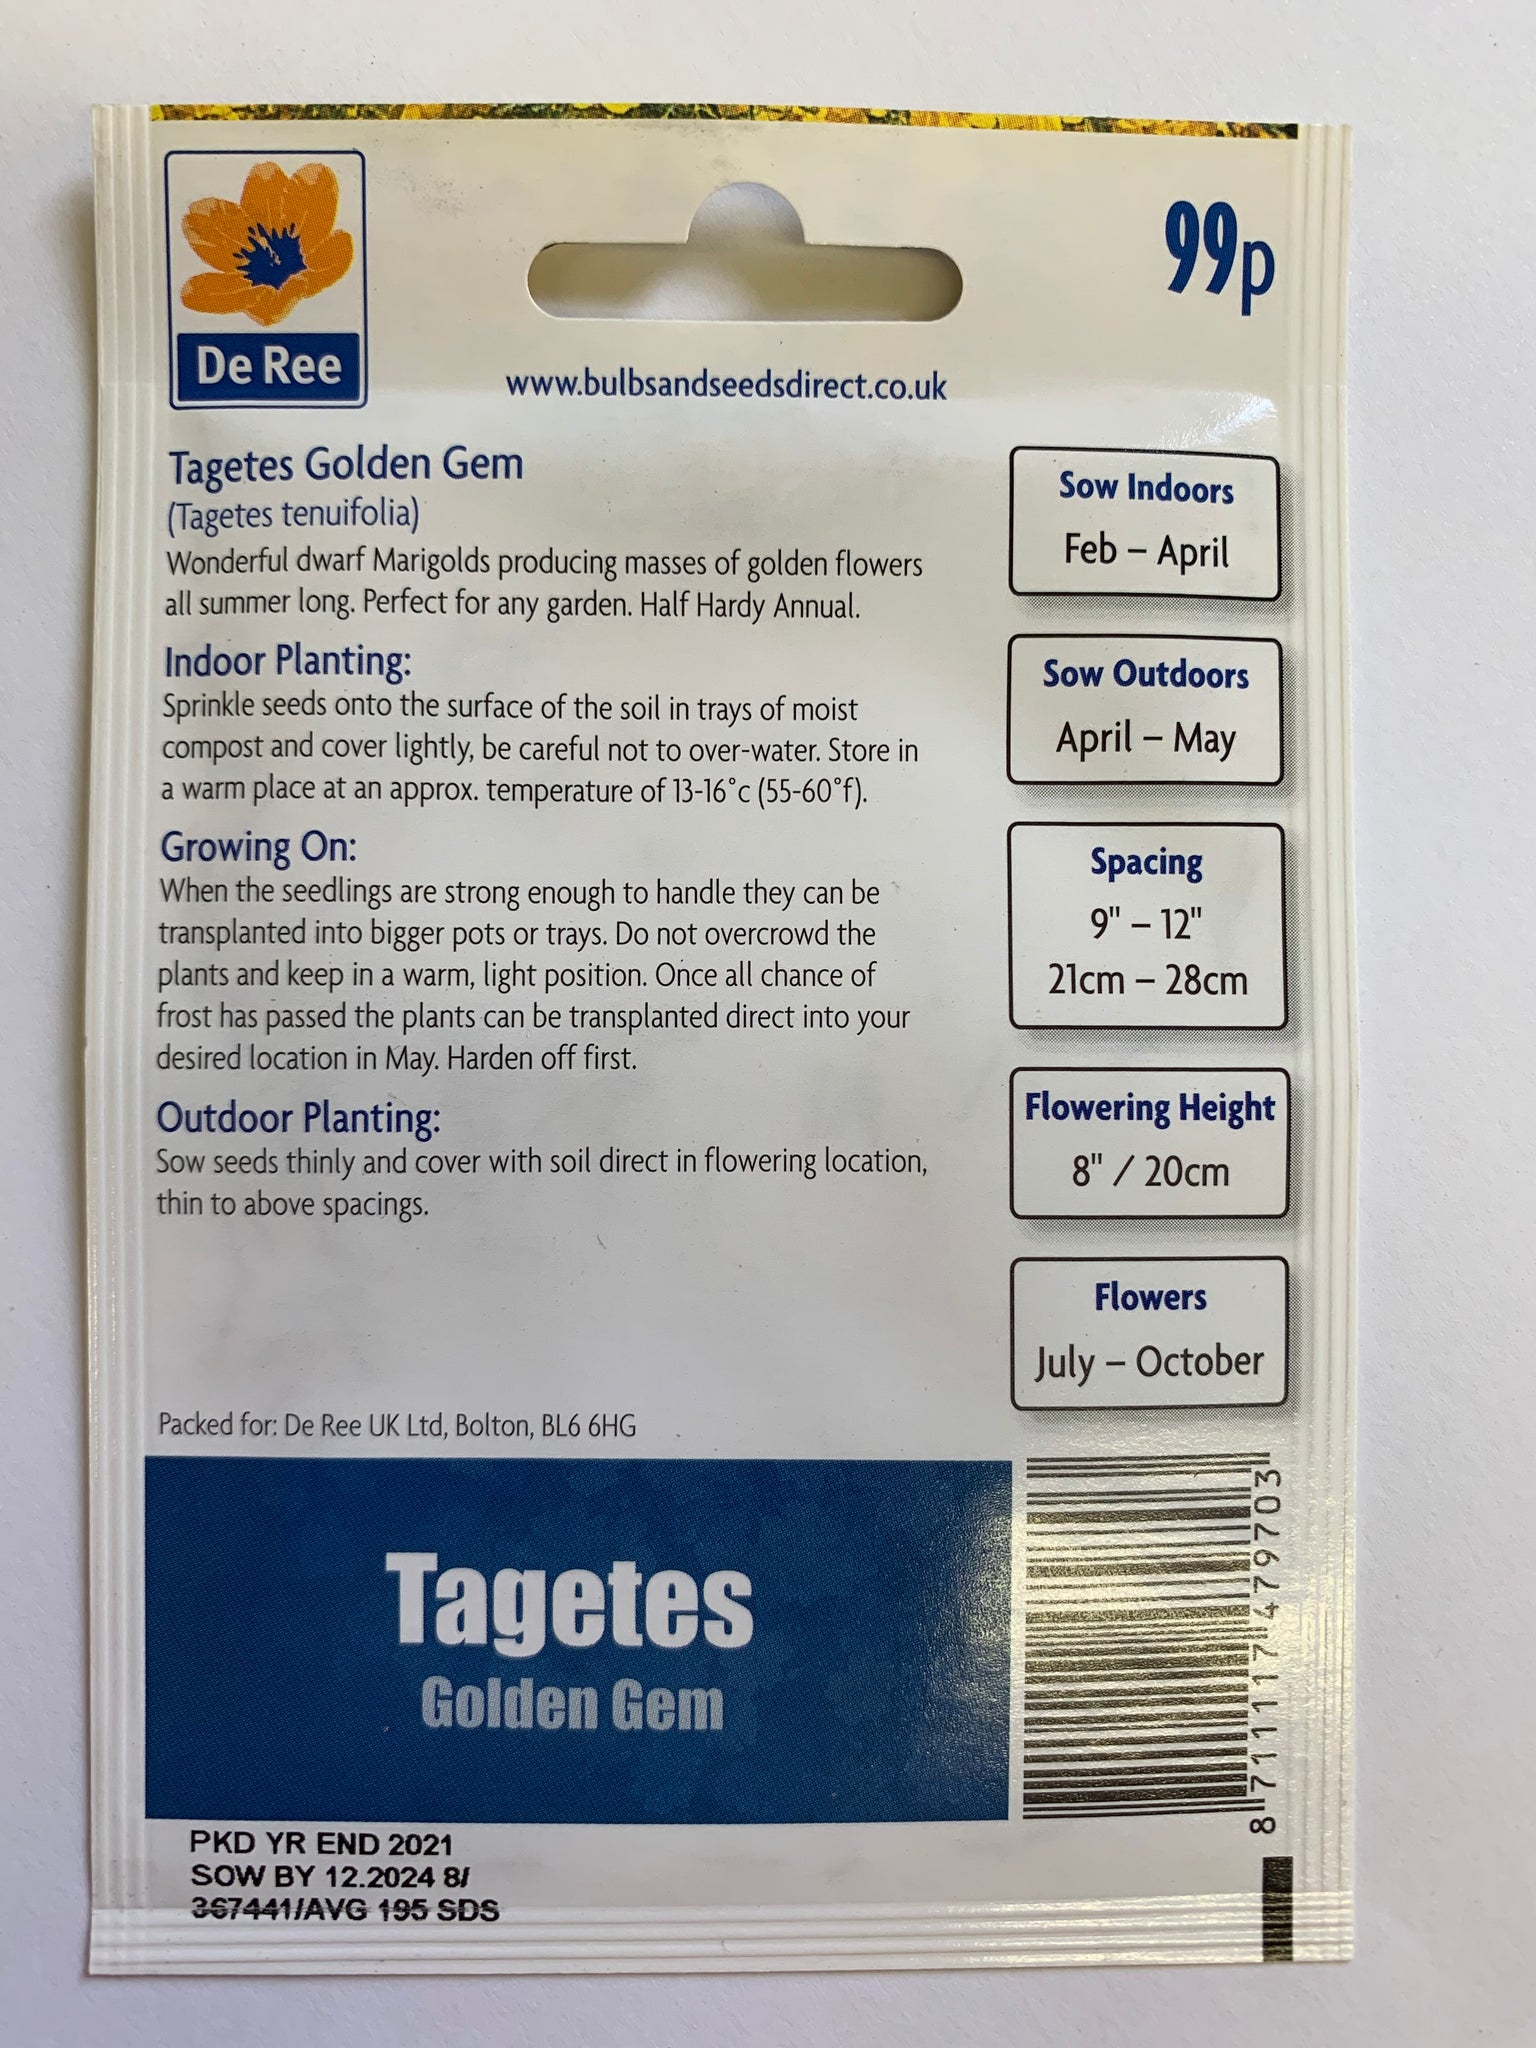 99p
De Ree
www.bulbsandseedsdirect.co.uk
Tagetes Golden Gem
(Tagetes tenuifolia)
Wonderful dwarf Marigolds producing masses of golden flowers
all summer long. Perfect for any garden. Half Hardy Annual.
Indoor Planting:
Sprinkle seeds onto the surface of the soil in trays of moist
compost and cover lightly, be careful not to over-water. Store in
a warm place at an approx. temperature of 13-16°c (55-60°f).
Growing On:
When the seedlings are strong enough to handle they can be
transplanted into bigger pots or trays. Do not overcrowd the
plants and keep in a warm, light position. Once all chance of
frost has passed the plants can be transplanted direct into your
desired location in May. Harden off first.
Outdoor Planting:
Sow seeds thinly and cover with soil direct in flowering location,
thin to above spacings.
Sow Indoors
Feb – April
Sow Outdoors
April – May
Spacing
9" – 12"
21cm – 28cm
Flowering Height
8" / 20cm
Flowers
July – October
Packed for: De Ree UK Ltd, Bolton, BL6 6HG
Tagetes
Golden Gem
8 711117 479703
PKD YR END 2021
SOW BY 12.2024 8/
367441/AVG 195 SDS